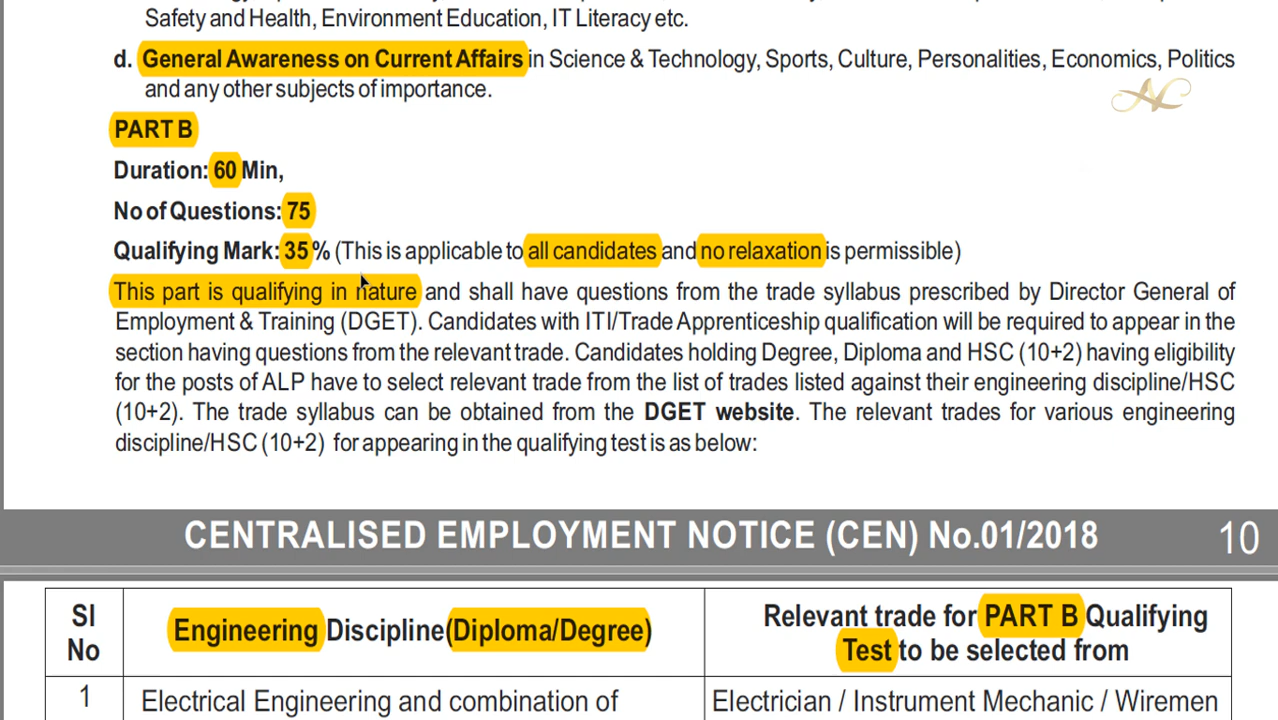 Safety and Health, Environment Education, IT Literacy etc.
d. General Awareness on Current Affairs in Science & Technology, Sports, Culture, Personalities, Economics, Politics
and any other subjects of importance.
PART B
Duration: 60 Min,
No of Questions: 75
Qualifying Mark: 35% (This is applicable to all candidates and no relaxation is permissible)
This part is qualifying in nature and shall have questions from the trade syllabus prescribed by Director General of
Employment & Training (DGET). Candidates with ITI/Trade Apprenticeship qualification will be required to appear in the
section having questions from the relevant trade. Candidates holding Degree, Diploma and HSC (10+2) having eligibility
for the posts of ALP have to select relevant trade from the list of trades listed against their engineering discipline/HSC
(10+2). The trade syllabus can be obtained from the DGET website. The relevant trades for various engineering
discipline/HSC (10+2) for appearing in the qualifying test is as below:
CENTRALISED EMPLOYMENT NOTICE (CEN) No.01/2018 10
Sl
No
Engineering Discipline(Diploma/Degree)
Relevant trade for PART B Qualifying
Test to be selected from
1 Electrical Engineering and combination of Electrician / Instrument Mechanic / Wiremen